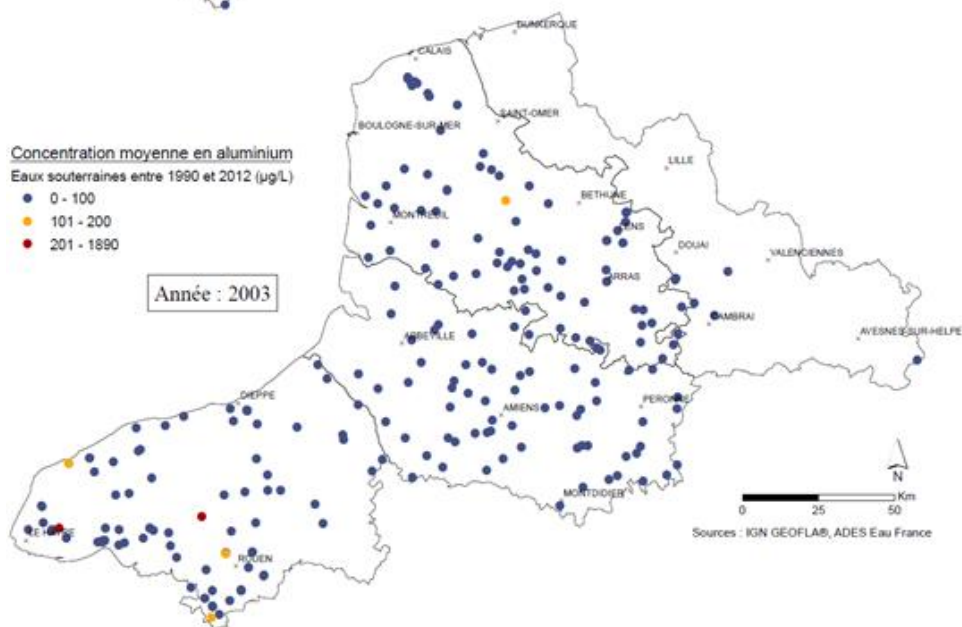 DUNKERQUE
CALAIS
SAINT-OMER
BOULOGNE-SUR-MER
LILLE
Concentration moyenne en aluminium
Eaux souterraines entre 1990 et 2012 (µg/L)
0 - 100
101 - 200
201 - 1890
BETHUNE
MONTREUIL
LENS
DOUAI
VALENCIENNES
ARRAS
Année : 2003
CAMBRAI
AVESNES-SUR-HELPE
ABBEVILLE
DIEPPE
PERONNE
AMIENS
N
MONTDIDIER
Km
0 25 50
Sources : IGN GEOFLA®, ADES Eau France
LE HAVRE
ROUEN